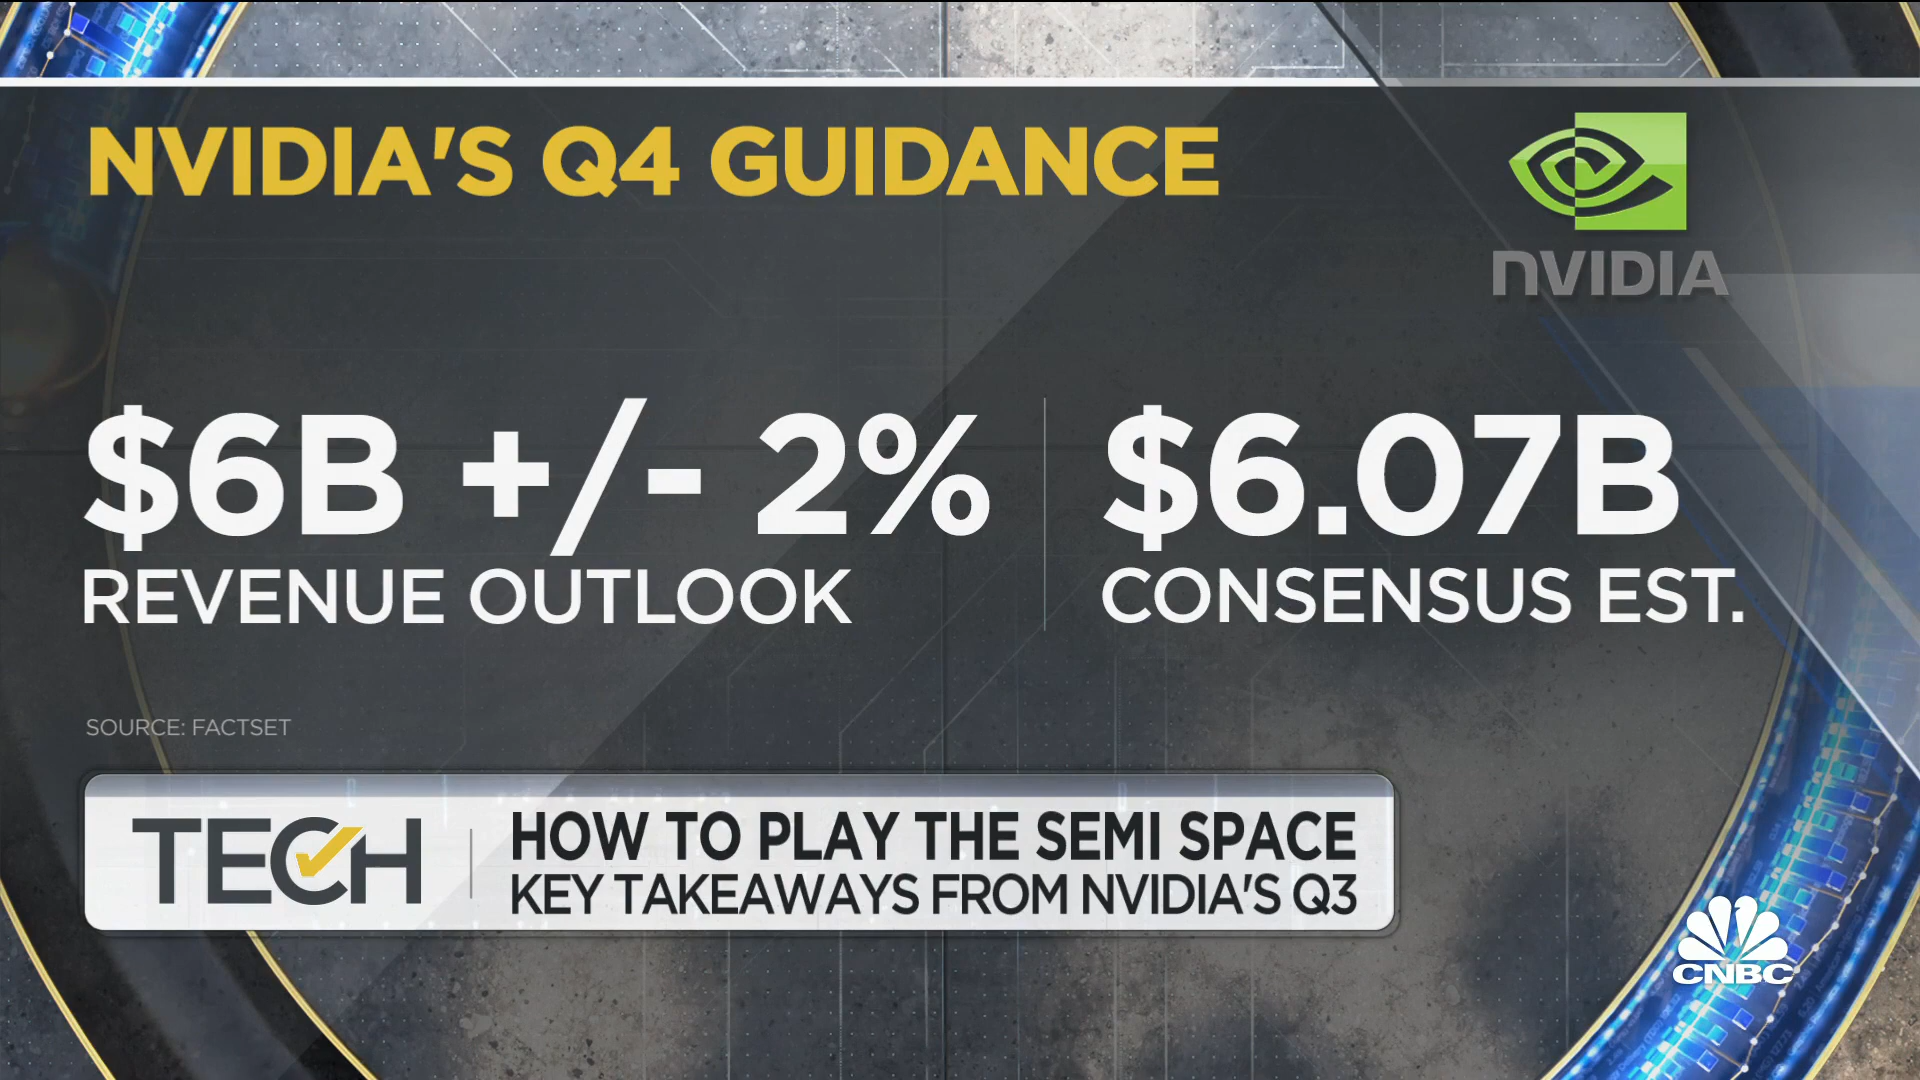 NVIDIA'S Q4 GUIDANCE
NVIDIA
$6B +/- 2%
REVENUE OUTLOOK
$6.07B
CONSENSUS EST.
SOURCE: FACTSET
TECH
HOW TO PLAY THE SEMI SPACE
KEY TAKEAWAYS FROM NVIDIA'S Q3
CNBC